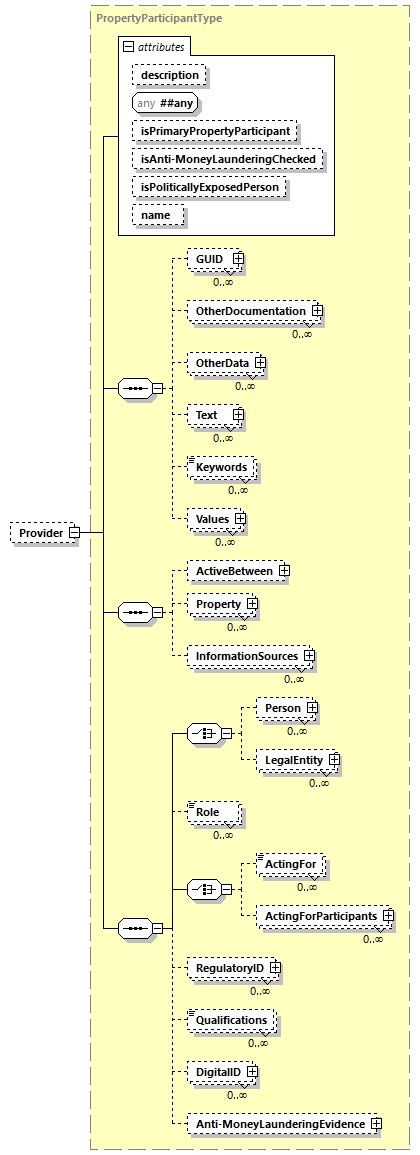 PropertyParticipantType
attributes
description
any ##any
isPrimaryPropertyParticipant
isAnti-MoneyLaunderingChecked
isPoliticallyExposedPerson
name
GUID
0..∞
OtherDocumentation
0..∞
OtherData
0..∞
Text
0..∞
Keywords
0..∞
Values
0..∞
Provider
ActiveBetween
Property
0..∞
InformationSources
0..∞
Person
0..∞
LegalEntity
0..∞
Role
0..∞
ActingFor
0..∞
ActingForParticipants
0..∞
RegulatoryID
0..∞
Qualifications
0..∞
DigitalID
0..∞
Anti-MoneyLaunderingEvidence